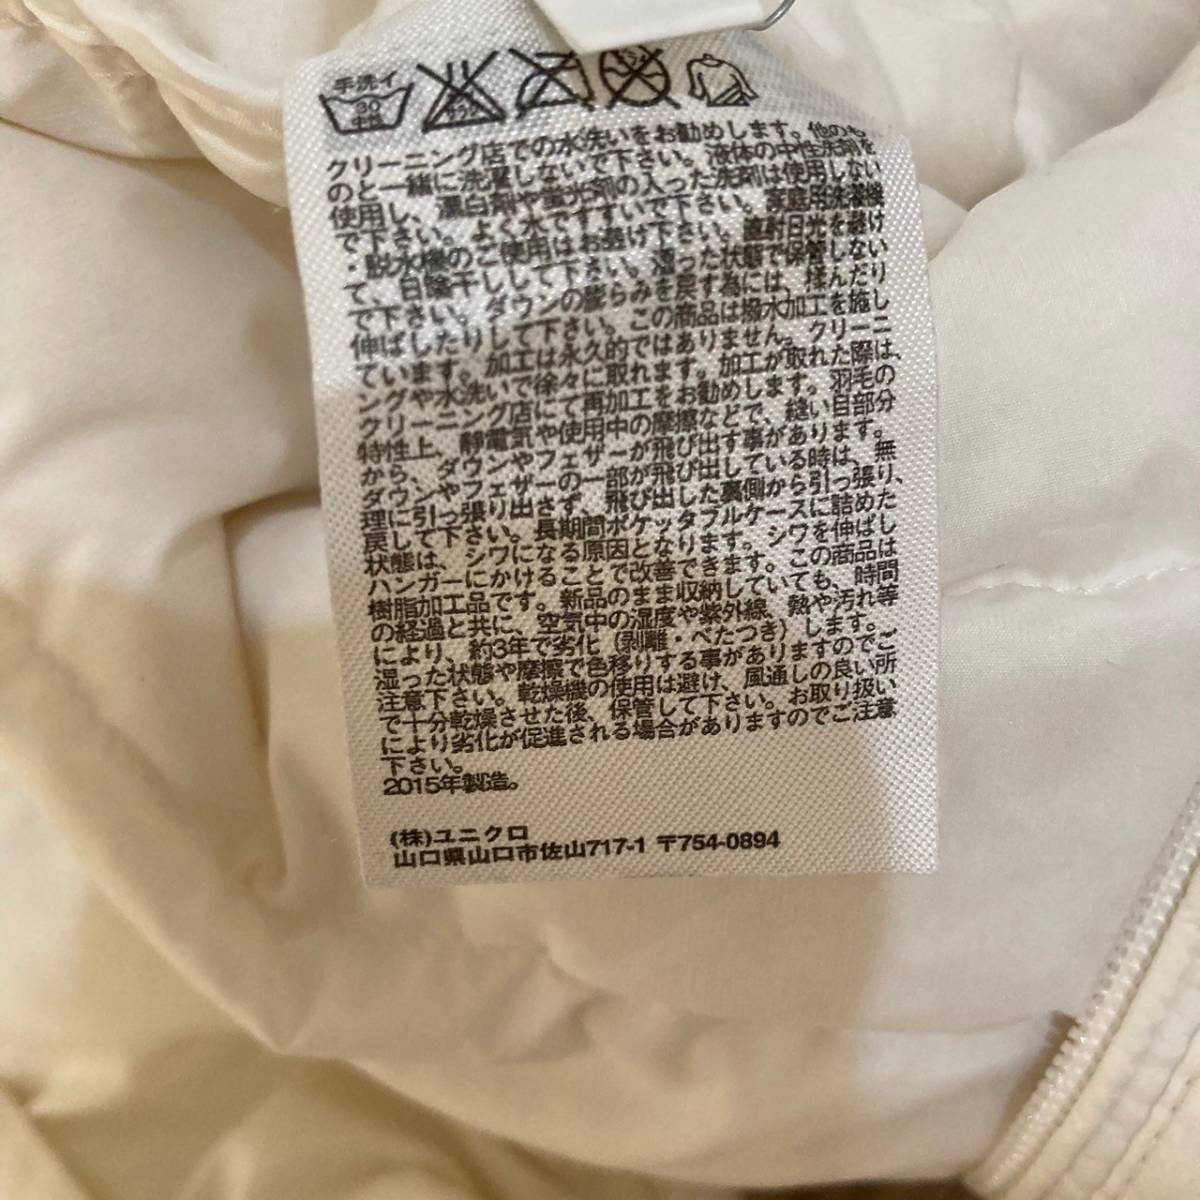 手洗イ
30
中性
クリーニング店での水洗いをお勧めします。他のも
のと一緒に洗濯しないで下さい。液体の中性洗剤を
使用し、漂白剤や蛍光剤の入った洗剤は使用しない
で下さい。よく水ですすいで下さい。家庭用洗濯機
・脱水機のご使用はお避け下さい。直射日光を避け
て、日陰干しして下さい。湿った状態で保管しない
で下さい。ダウンの膨らみを戻す為には、揉んだり
伸ばしたりして下さい。この商品は撥水加工を施し
ています。加工は永久的ではありません。クリーニ
ングや水洗いで徐々に取れます。加工が取れた際は、
クリーニング店にて再加工をお勧めします。羽毛の
特性上、静電気や使用中の摩擦などで、縫い目部分
から、ダウンやフェザーが飛び出す事があります。
ダウンやフェザーの一部が飛び出している時は、無
理に引っ張り出さず、飛び出した裏側から引っ張り、
戻して下さい。長期間ポケッタブルケースに詰めた
状態は、シワになる原因となります。シワを伸ばし
ハンガーにかけることで改善できます。この商品は
樹脂加工品です。新品のまま収納していても、時間
の経過と共に、空気中の湿度や紫外線、熱や汚れ等
により、約3年で劣化（剥離・べたつき）します。
湿った状態や摩擦で色移りする事がありますのでご
注意下さい。乾燥機の使用は避け、風通しの良い所
で十分乾燥させた後、保管して下さい。お取り扱い
により劣化が促進される場合がありますのでご注意
下さい。
2015年製造。
(株)ユニクロ
山口県山口市佐山717-1 〒754-0894